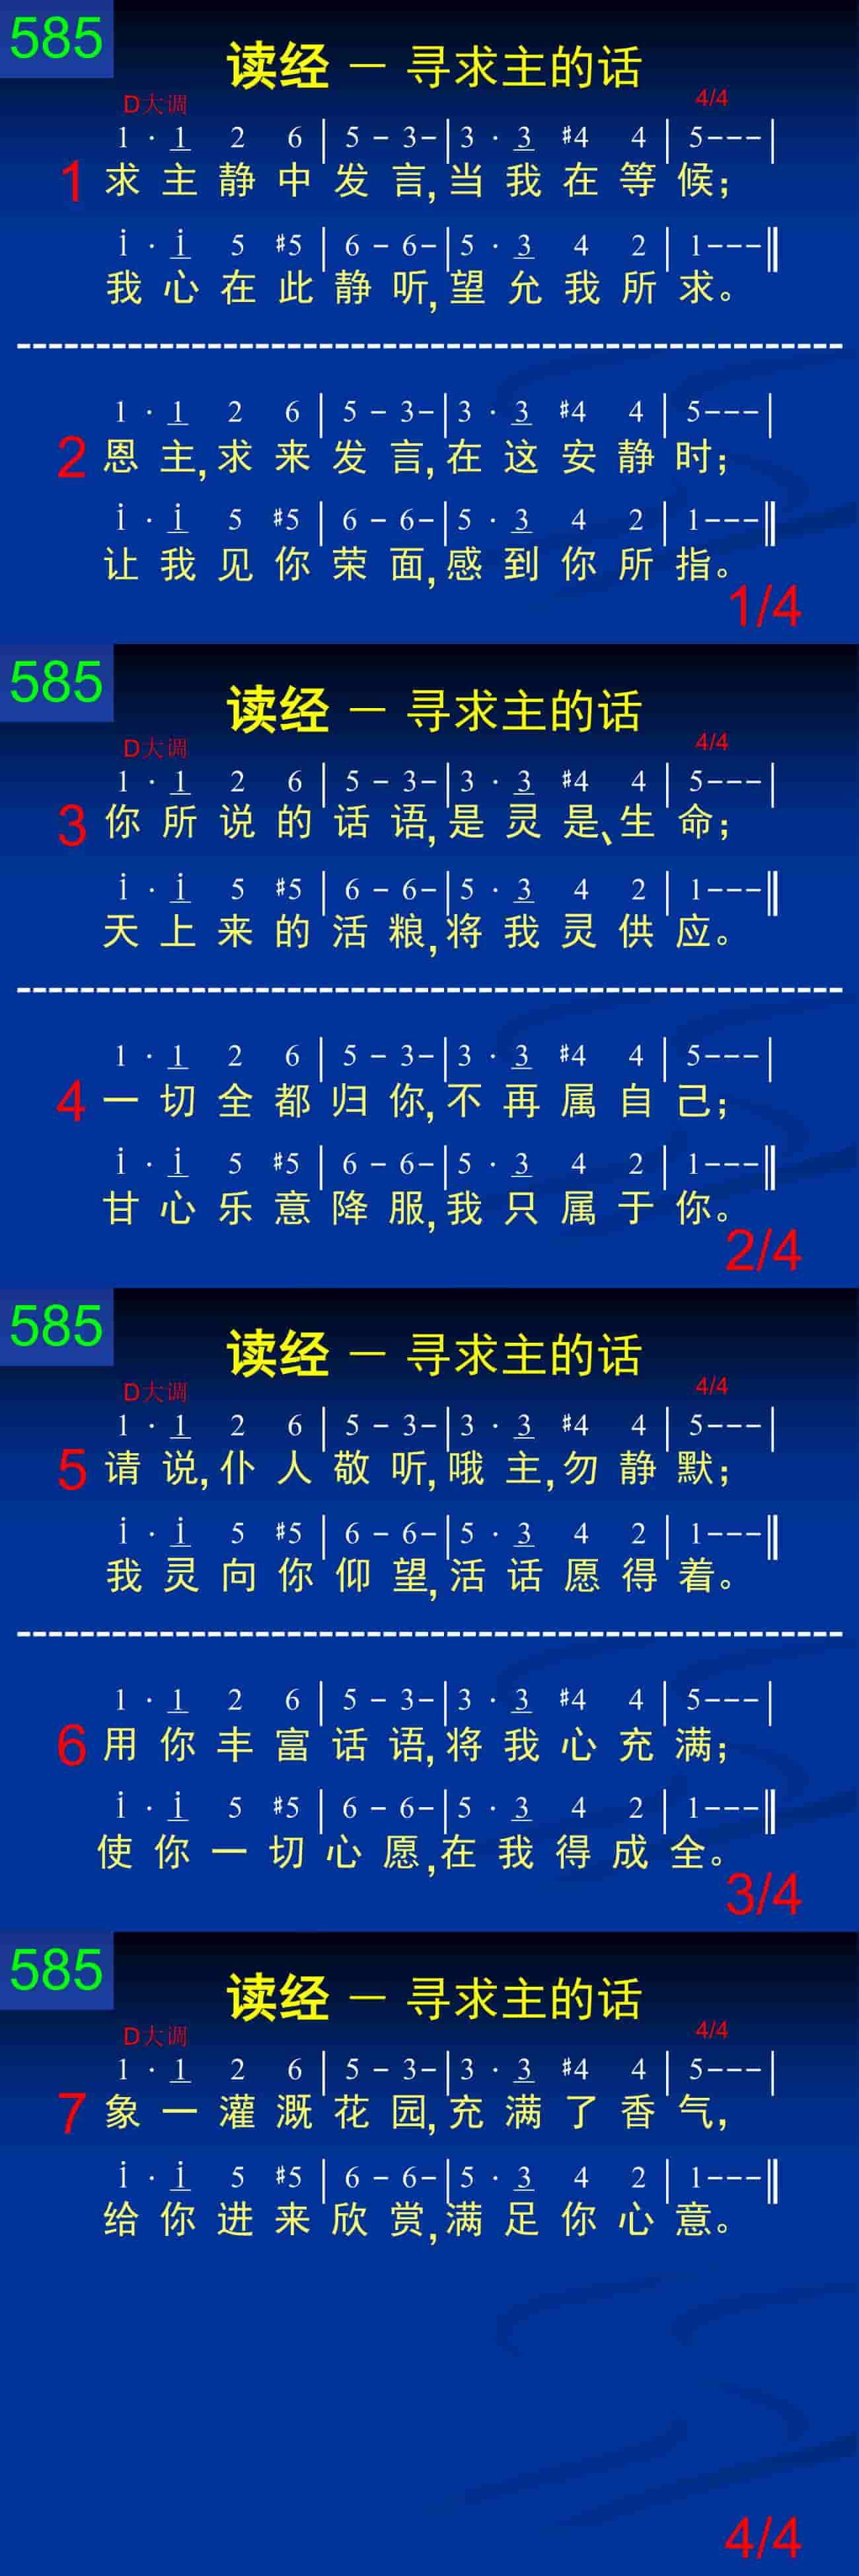 585
读经 － 寻求主的话
D大调 4/4
1 · 1 2 6 | 5 - 3- | 3 · 3 #4 4 | 5--- |
1 求主静中发言,当我在等候；
i · i 5 #5 | 6 - 6- | 5 · 3 4 2 | 1---‖
我心在此静听,望允我所求。
1 · 1 2 6 | 5 - 3- | 3 · 3 #4 4 | 5--- |
2 恩主,求来发言,在这安静时；
i · i 5 #5 | 6 - 6- | 5 · 3 4 2 | 1---‖
让我见你荣面,感到你所指。
1/4
585
读经 － 寻求主的话
D大调 4/4
1 · 1 2 6 | 5 - 3- | 3 · 3 #4 4 | 5--- |
3 你所说的话语,是灵是、生命；
i · i 5 #5 | 6 - 6- | 5 · 3 4 2 | 1---‖
天上来的活粮,将我灵供应。
1 · 1 2 6 | 5 - 3- | 3 · 3 #4 4 | 5--- |
4 一切全都归你,不再属自己；
i · i 5 #5 | 6 - 6- | 5 · 3 4 2 | 1---‖
甘心乐意降服,我只属于你。
2/4
585
读经 － 寻求主的话
D大调 4/4
1 · 1 2 6 | 5 - 3- | 3 · 3 #4 4 | 5--- |
5 请说,仆人敬听,哦主,勿静默；
i · i 5 #5 | 6 - 6- | 5 · 3 4 2 | 1---‖
我灵向你仰望,活话愿得着。
1 · 1 2 6 | 5 - 3- | 3 · 3 #4 4 | 5--- |
6 用你丰富话语,将我心充满；
i · i 5 #5 | 6 - 6- | 5 · 3 4 2 | 1---‖
使你一切心愿,在我得成全。
3/4
585
读经 － 寻求主的话
D大调 4/4
1 · 1 2 6 | 5 - 3- | 3 · 3 #4 4 | 5--- |
7 象一灌溉花园,充满了香气,
i · i 5 #5 | 6 - 6- | 5 · 3 4 2 | 1---‖
给你进来欣赏,满足你心意。
4/4